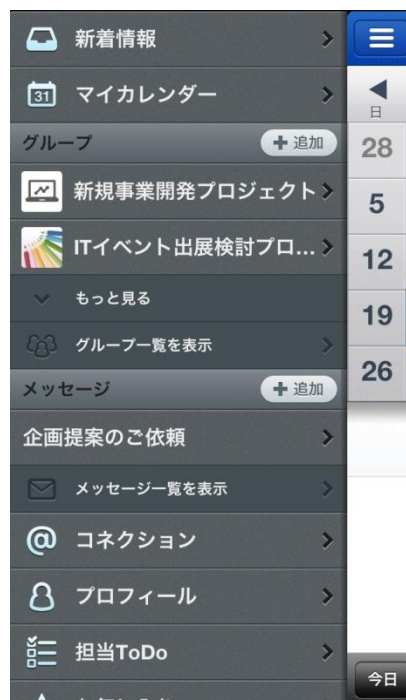 新着情報
31 マイカレンダー
グループ
追加
新規事業開発プロジェクト
ITイベント出展検討プロ...
もっと見る
グループ一覧を表示
メッセージ
追加
企画提案のご依頼
メッセージ一覧を表示
@ コネクション
プロフィール
担当ToDo
日
28
5
12
19
26
今日